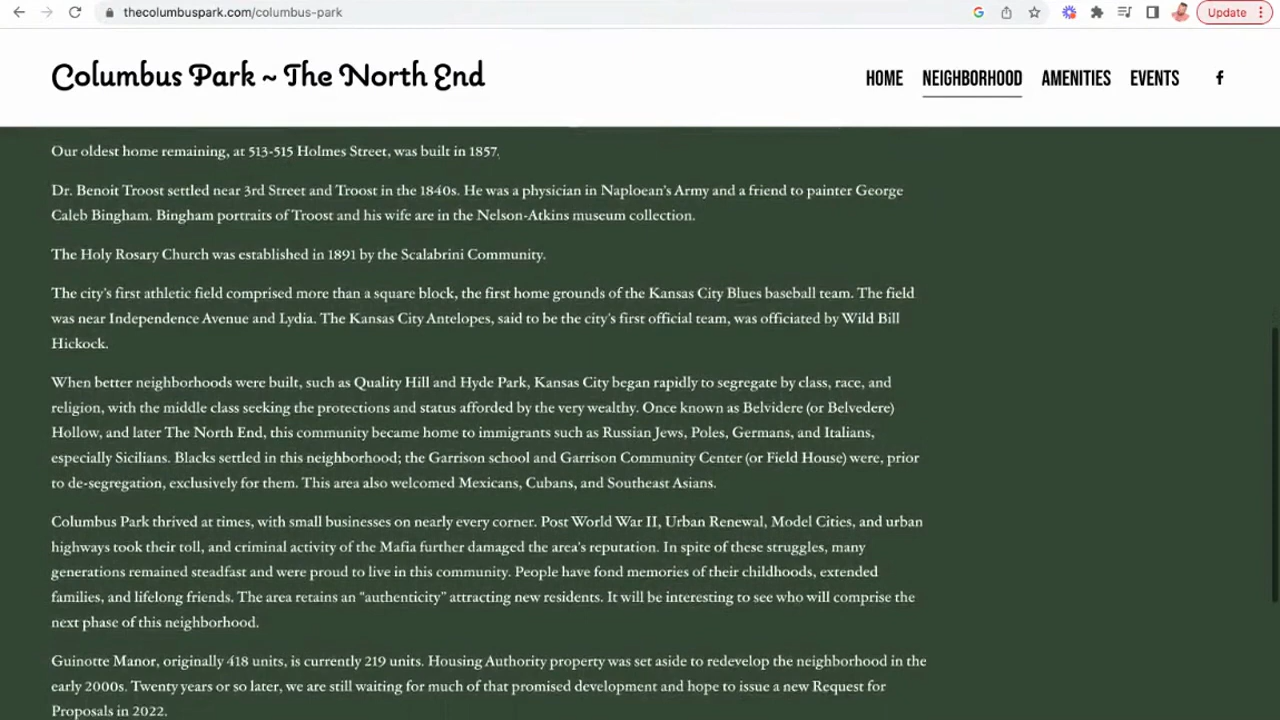 thecolumbuspark.com/columbus-park
Update
Columbus Park ~ The North End
HOME NEIGHBORHOOD AMENITIES EVENTS
Our oldest home remaining, at 513-515 Holmes Street, was built in 1857.
Dr. Benoit Troost settled near 3rd Street and Troost in the 1840s. He was a physician in Naploean's Army and a friend to painter George
Caleb Bingham. Bingham portraits of Troost and his wife are in the Nelson-Atkins museum collection.
The Holy Rosary Church was established in 1891 by the Scalabrini Community.
The city's first athletic field comprised more than a square block, the first home grounds of the Kansas City Blues baseball team. The field
was near Independence Avenue and Lydia. The Kansas City Antelopes, said to be the city's first official team, was officiated by Wild Bill
Hickock.
When better neighborhoods were built, such as Quality Hill and Hyde Park, Kansas City began rapidly to segregate by class, race, and
religion, with the middle class seeking the protections and status afforded by the very wealthy. Once known as Belvidere (or Belvedere)
Hollow, and later The North End, this community became home to immigrants such as Russian Jews, Poles, Germans, and Italians,
especially Sicilians. Blacks settled in this neighborhood; the Garrison school and Garrison Community Center (or Field House) were, prior
to de-segregation, exclusively for them. This area also welcomed Mexicans, Cubans, and Southeast Asians.
Columbus Park thrived at times, with small businesses on nearly every corner. Post World War II, Urban Renewal, Model Cities, and urban
highways took their toll, and criminal activity of the Mafia further damaged the area's reputation. In spite of these struggles, many
generations remained steadfast and were proud to live in this community. People have fond memories of their childhoods, extended
families, and lifelong friends. The area retains an "authenticity" attracting new residents. It will be interesting to see who will comprise the
next phase of this neighborhood.
Guinotte Manor, originally 418 units, is currently 219 units. Housing Authority property was set aside to redevelop the neighborhood in the
early 2000s. Twenty years or so later, we are still waiting for much of that promised development and hope to issue a new Request for
Proposals in 2022.